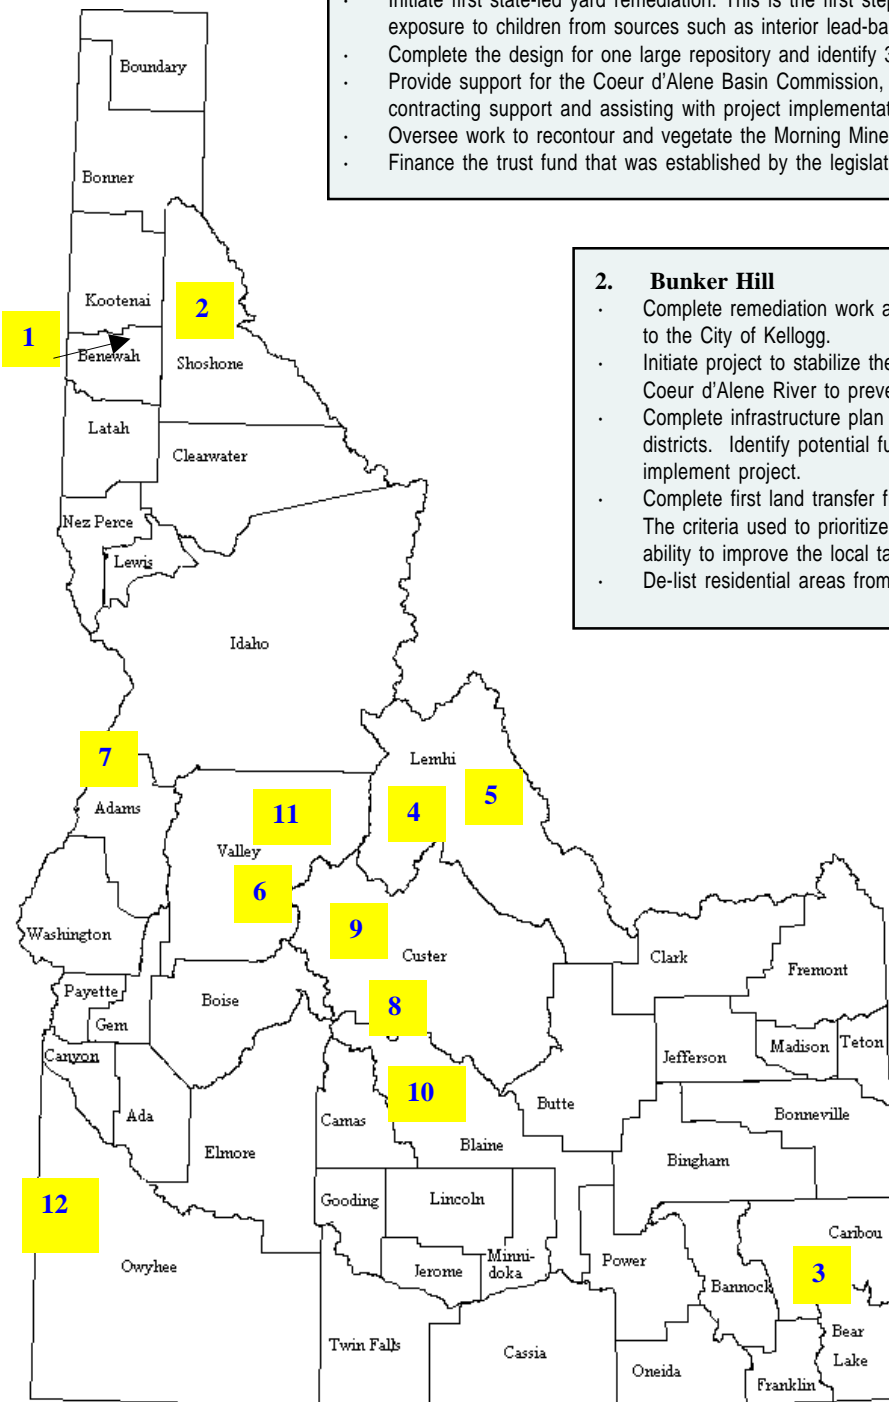 · Initiate first state-led yard remediation. This is the first step
exposure to children from sources such as interior lead-ba
· Complete the design for one large repository and identify 3
· Provide support for the Coeur d’Alene Basin Commission,
contracting support and assisting with project implementat
· Oversee work to recontour and vegetate the Morning Mine
· Finance the trust fund that was established by the legislat
2. Bunker Hill
· Complete remediation work a
to the City of Kellogg.
· Initiate project to stabilize the
Coeur d’Alene River to preve
· Complete infrastructure plan
districts. Identify potential fu
implement project.
· Complete first land transfer f
The criteria used to prioritize
ability to improve the local ta
· De-list residential areas from
Boundary
Bonner
Kootenai
2
1
Benewah
Shoshone
Latah
Clearwater
Nez Perce
Lewis
Idaho
7
Lemhi
Adams
11
4
5
Valley
6
Washington
9
Custer
Clark
Fremont
Payette
Boise
8
Gem
Canyon
Jefferson
Madison
Teton
Ada
Camas
10
Butte
Bonneville
Elmore
Blaine
Bingham
12
Gooding
Lincoln
Caribou
Owyhee
Jerome
Minni-
doka
Power
Bannock
3
Twin Falls
Cassia
Bear
Lake
Oneida
Franklin